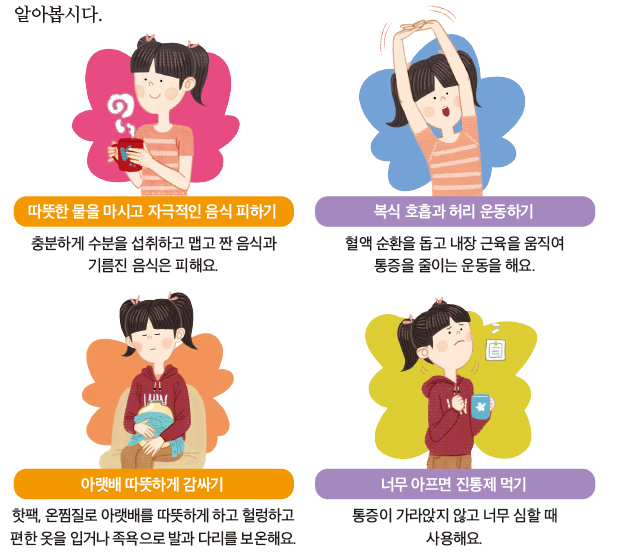 알아봅시다.
따뜻한 물을 마시고 자극적인 음식 피하기
충분하게 수분을 섭취하고 맵고 짠 음식과
기름진 음식은 피해요.
복식 호흡과 허리 운동하기
혈액 순환을 돕고 내장 근육을 움직여
통증을 줄이는 운동을 해요.
아랫배 따뜻하게 감싸기
핫팩, 온찜질로 아랫배를 따뜻하게 하고 헐렁하고
편한 옷을 입거나 족욕으로 발과 다리를 보온해요.
너무 아프면 진통제 먹기
통증이 가라앉지 않고 너무 심할 때
사용해요.